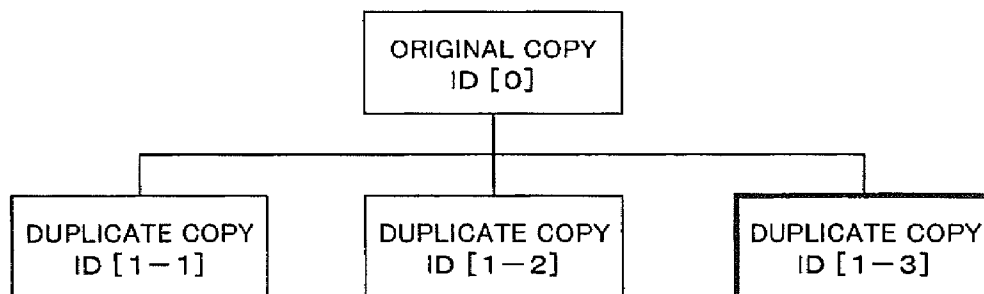 ORIGINAL COPY
ID [0]
DUPLICATE COPY
ID [1-1]
DUPLICATE COPY
ID [1-2]
DUPLICATE COPY
ID [1-3]